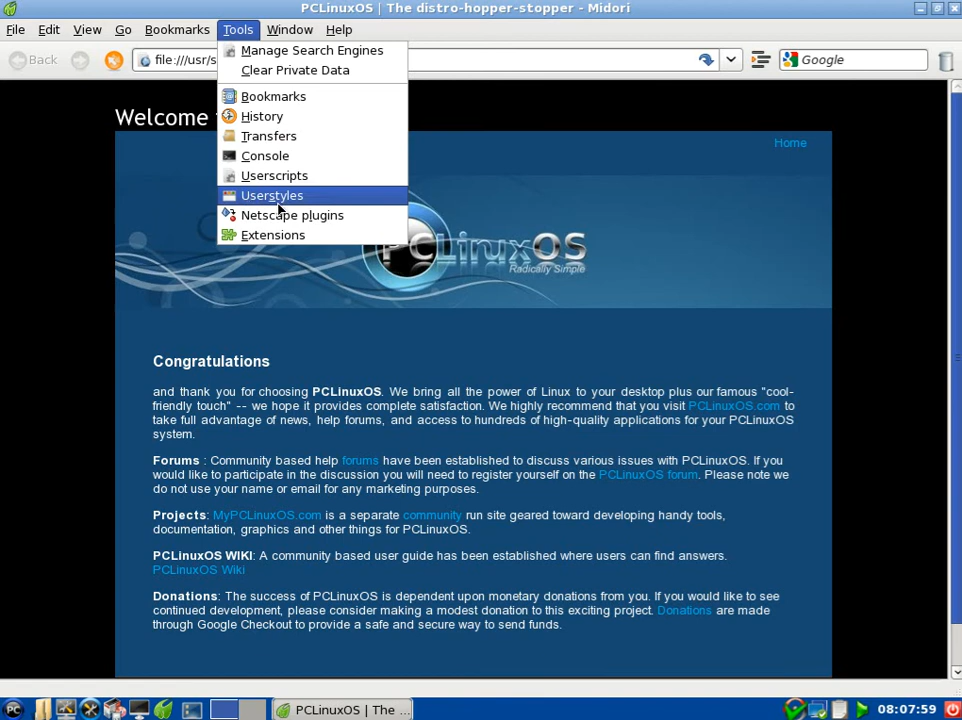 PCLinuxOS | The distro-hopper-stopper - Midori
File Edit View Go Bookmarks Tools Window Help
Back
file:///usr/s
Google
Manage Search Engines
Clear Private Data
Bookmarks
History
Transfers
Console
Userscripts
Userstyles
Netscape plugins
Extensions
Welcome
Home
PCLinuxOS
Radically Simple
Congratulations
and thank you for choosing PCLinuxOS. We bring all the power of Linux to your desktop plus our famous "cool-
friendly touch" -- we hope it provides complete satisfaction. We highly recommend that you visit PCLinuxOS.com to
take full advantage of news, help forums, and access to hundreds of high-quality applications for your PCLinuxOS
system.
Forums : Community based help forums have been established to discuss various issues with PCLinuxOS. If you
would like to participate in the discussion you will need to register yourself on the PCLinuxOS forum. Please note we
do not use your name or email for any marketing purposes.
Projects: MyPCLinuxOS.com is a separate community run site geared toward developing handy tools,
documentation, graphics and other things for PCLinuxOS.
PCLinuxOS WIKI: A community based user guide has been established where users can find answers.
PCLinuxOS Wiki
Donations: The success of PCLinuxOS is dependent upon monetary donations from you. If you would like to see
continued development, please consider making a modest donation to this exciting project. Donations are made
through Google Checkout to provide a safe and secure way to send funds.
PCLinuxOS | The ...
08:07:59